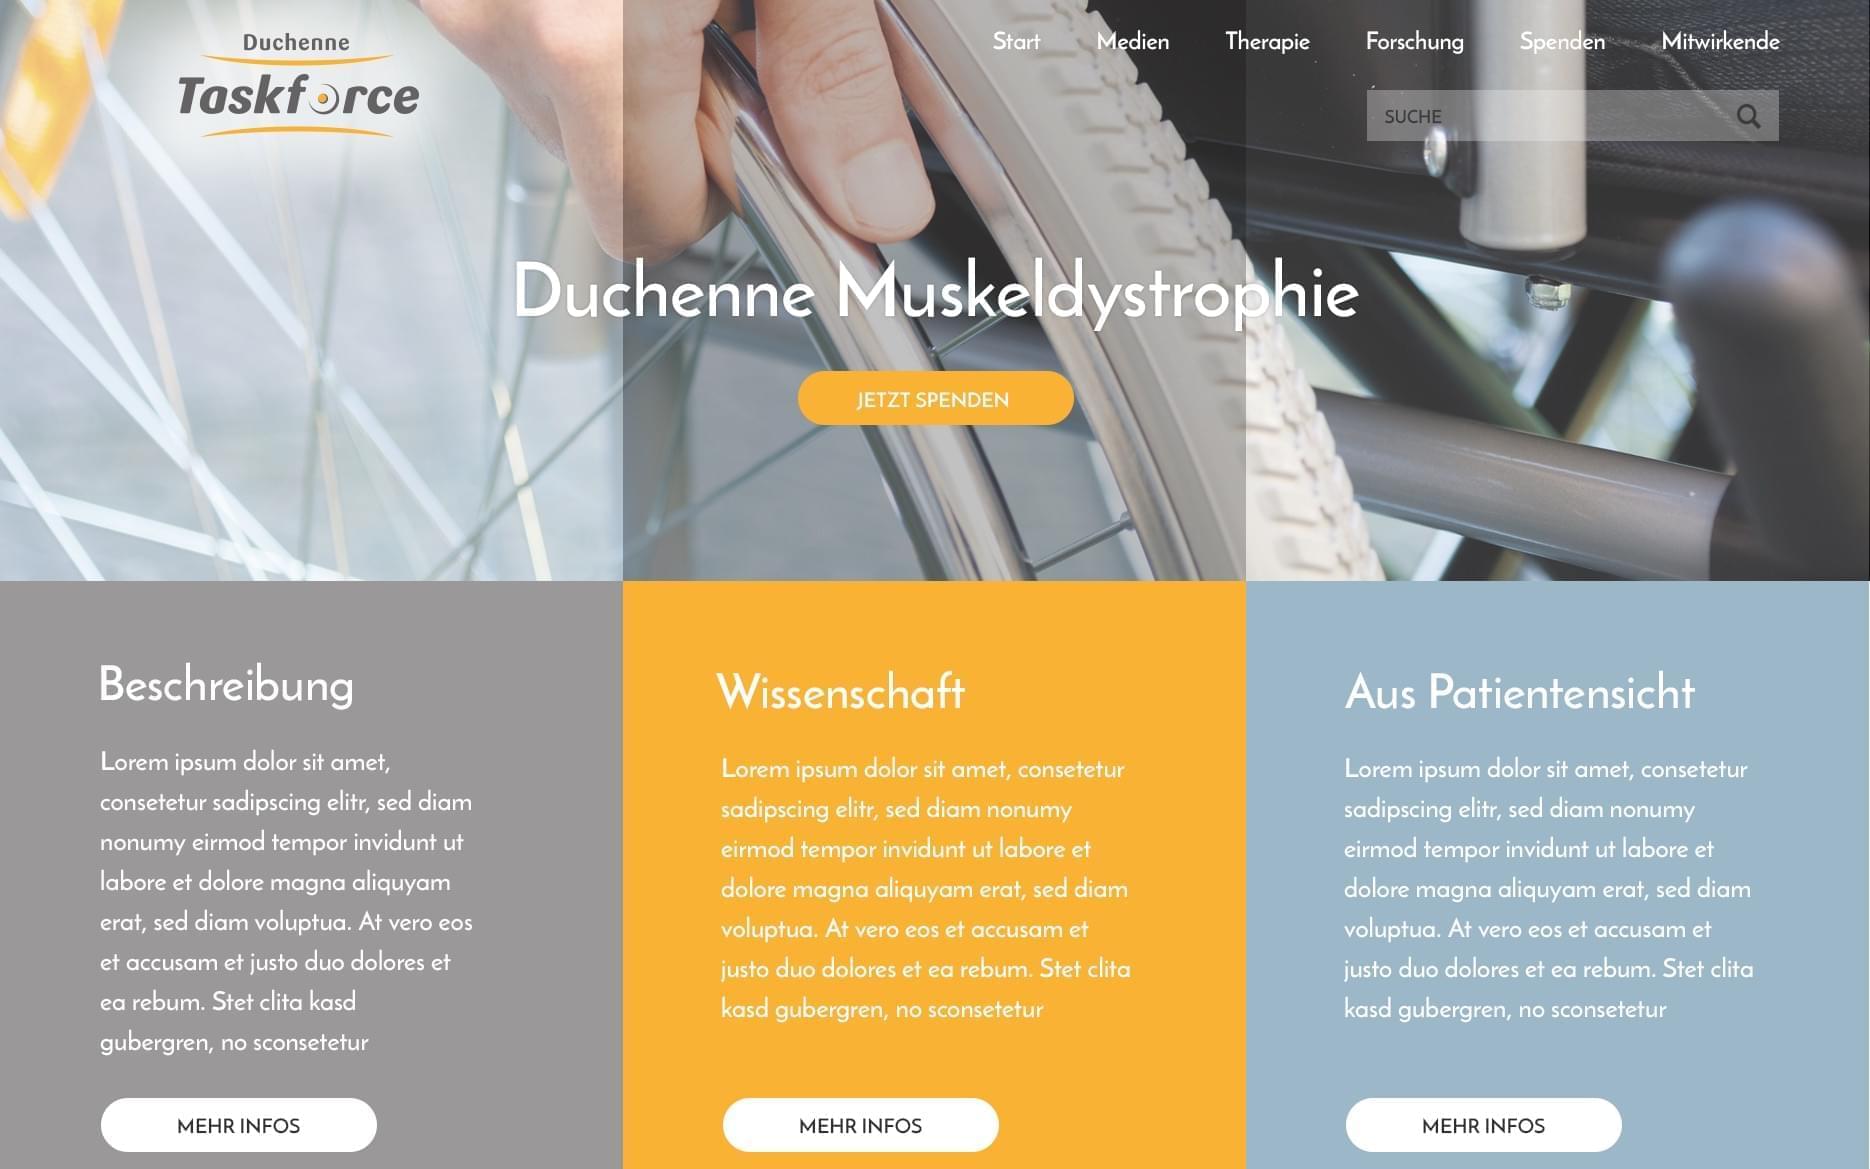 Duchenne
Taskforce
Start Medien Therapie Forschung Spenden Mitwirkende
SUCHE
Duchenne Muskeldystrophie
JETZT SPENDEN
Beschreibung
Lorem ipsum dolor sit amet,
consetetur sadipscing elitr, sed diam
nonumy eirmod tempor invidunt ut
labore et dolore magna aliquyam
erat, sed diam voluptua. At vero eos
et accusam et justo duo dolores et
ea rebum. Stet clita kasd
gubergren, no sconsetetur
MEHR INFOS
Wissenschaft
Lorem ipsum dolor sit amet, consetetur
sadipscing elitr, sed diam nonumy
eirmod tempor invidunt ut labore et
dolore magna aliquyam erat, sed diam
voluptua. At vero eos et accusam et
justo duo dolores et ea rebum. Stet clita
kasd gubergren, no sconsetetur
MEHR INFOS
Aus Patientensicht
Lorem ipsum dolor sit amet, consetetur
sadipscing elitr, sed diam nonumy
eirmod tempor invidunt ut labore et
dolore magna aliquyam erat, sed diam
voluptua. At vero eos et accusam et
justo duo dolores et ea rebum. Stet clita
kasd gubergren, no sconsetetur
MEHR INFOS